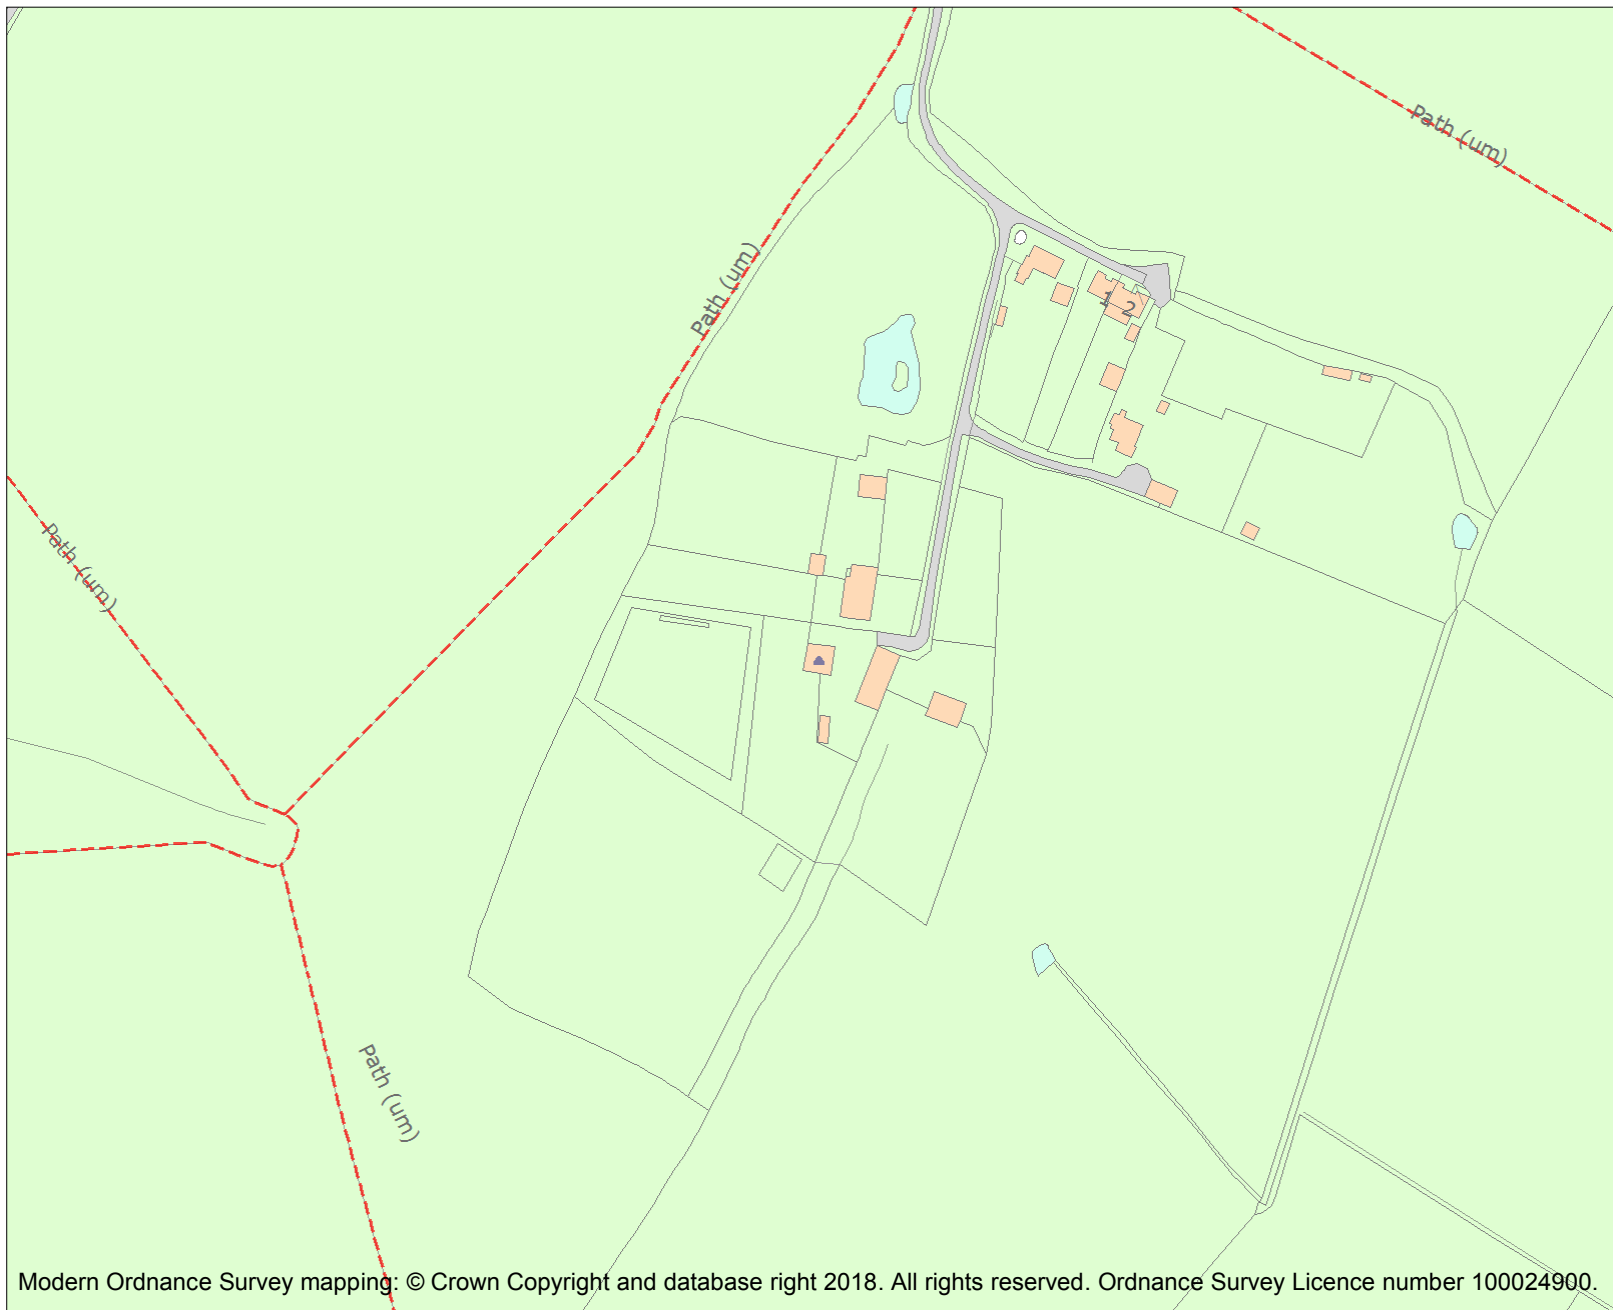 Path (um)
Path (um)
1
2
Path (um)
Path (um)
Modern Ordnance Survey mapping: © Crown Copyright and database right 2018. All rights reserved. Ordnance Survey Licence number 100024900.